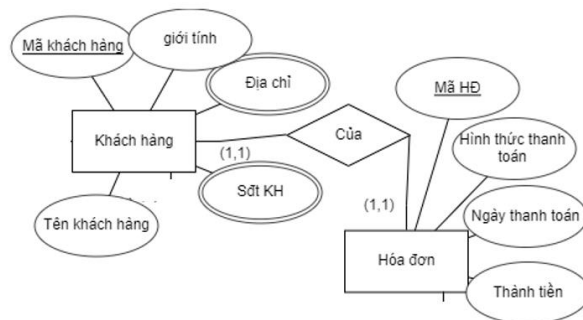 Mã khách hàng
giới tính
Địa chỉ
Mã HĐ
Khách hàng
Của
Hình thức thanh
toán
(1,1)
Sđt KH
Tên khách hàng
(1,1)
Ngày thanh toán
Hóa đơn
Thành tiền